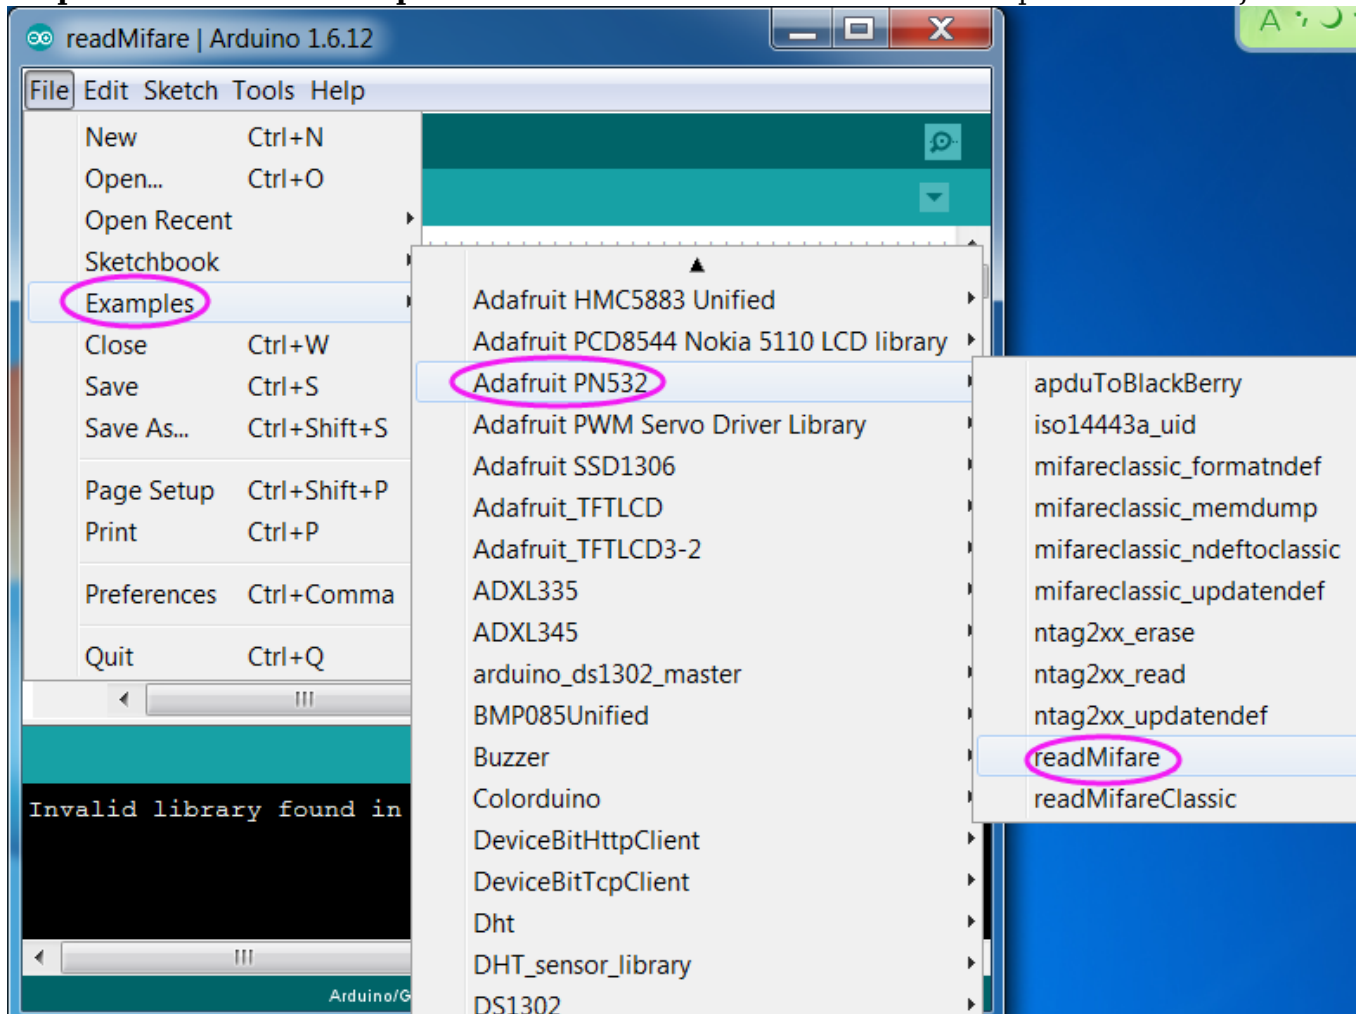 readMifare | Arduino 1.6.12
File Edit Sketch Tools Help
New Ctrl+N
Open... Ctrl+O
Open Recent
Sketchbook
Examples
Close Ctrl+W
Save Ctrl+S
Save As... Ctrl+Shift+S
Page Setup Ctrl+Shift+P
Print Ctrl+P
Preferences Ctrl+Comma
Quit Ctrl+Q
Adafruit HMC5883 Unified
Adafruit PCD8544 Nokia 5110 LCD library
Adafruit PN532
Adafruit PWM Servo Driver Library
Adafruit SSD1306
Adafruit_TFTLCD
Adafruit_TFTLCD3-2
ADXL335
ADXL345
arduino_ds1302_master
BMP085Unified
Buzzer
Colorduino
DeviceBitHttpClient
DeviceBitTcpClient
Dht
DHT_sensor_library
DS1302
apduToBlackBerry
iso14443a_uid
mifareclassic_formatndef
mifareclassic_memdump
mifareclassic_ndeftoclassic
mifareclassic_updatendef
ntag2xx_erase
ntag2xx_read
ntag2xx_updatendef
readMifare
readMifareClassic
Invalid library found in
Arduino/G
A